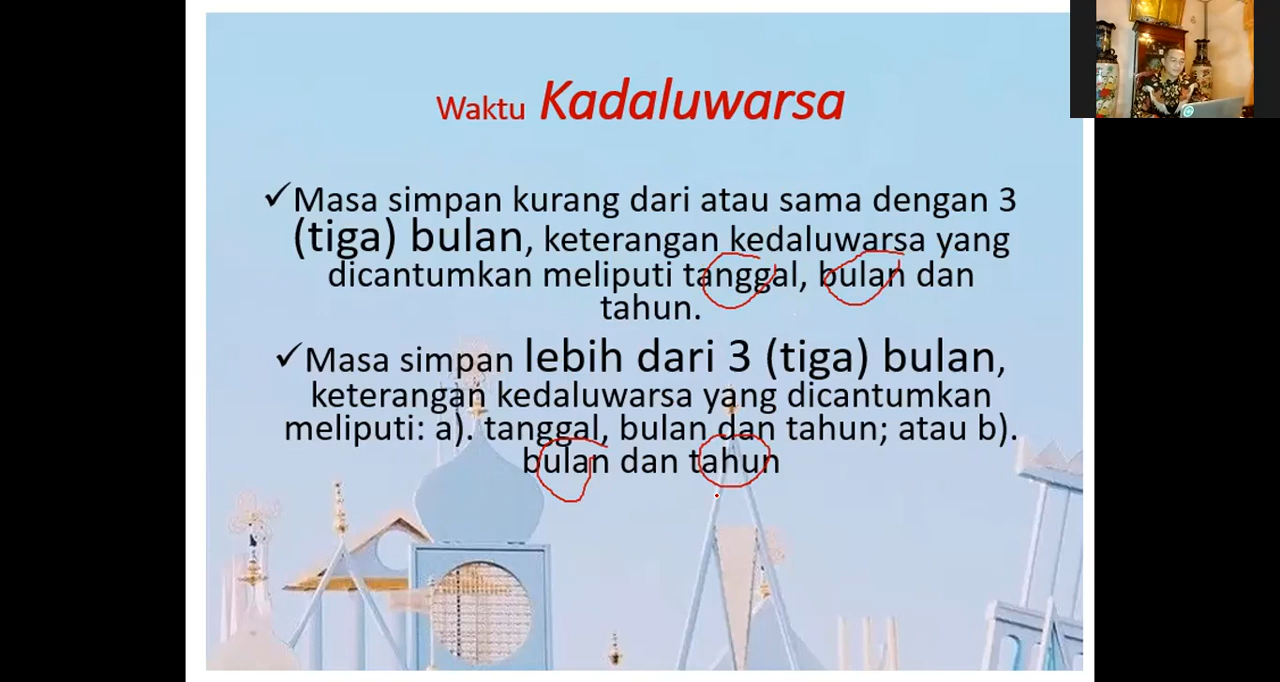 Waktu Kadaluwarsa
✓Masa simpan kurang dari atau sama dengan 3
(tiga) bulan, keterangan kedaluwarsa yang
dicantumkan meliputi tanggal, bulan dan
tahun.
✓Masa simpan lebih dari 3 (tiga) bulan,
keterangan kedaluwarsa yang dicantumkan
meliputi: a). tanggal, bulan dan tahun; atau b).
bulan dan tahun